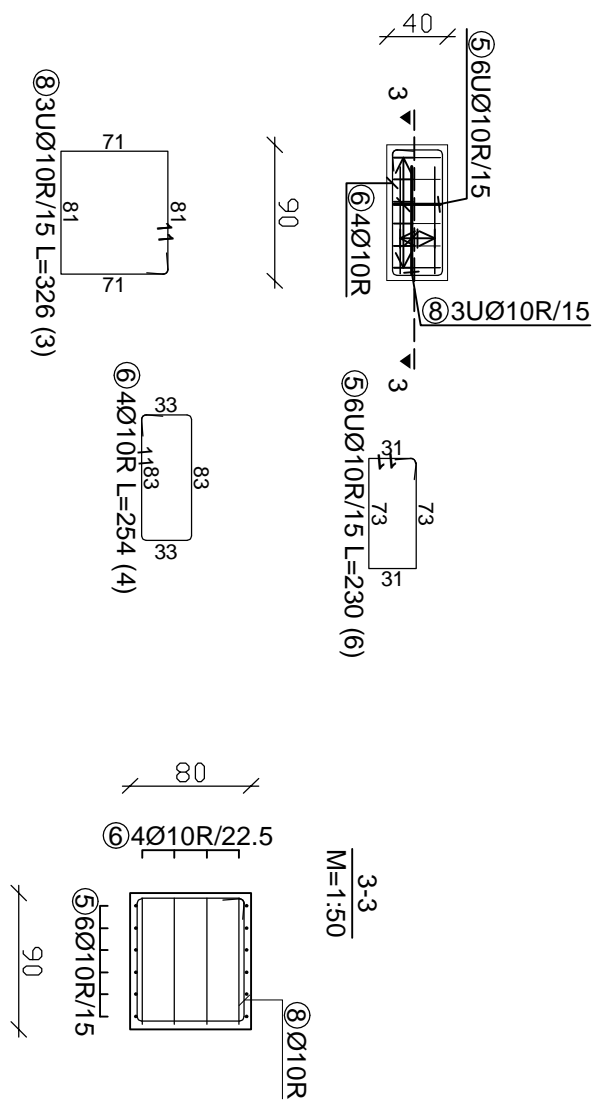 40
⑤6UØ10R/15
3
⑥4Ø10R
⑧3UØ10R/15
3
90
71
81
81
11
71
⑧3UØ10R/15 L=326 (3)
33
11
83
83
33
⑥4Ø10R L=254 (4)
31
73
73
31
⑤6UØ10R/15 L=230 (6)
80
⑥4Ø10R/22.5
3-3
M=1:50
90
⑤6Ø10R/15
⑧Ø10R